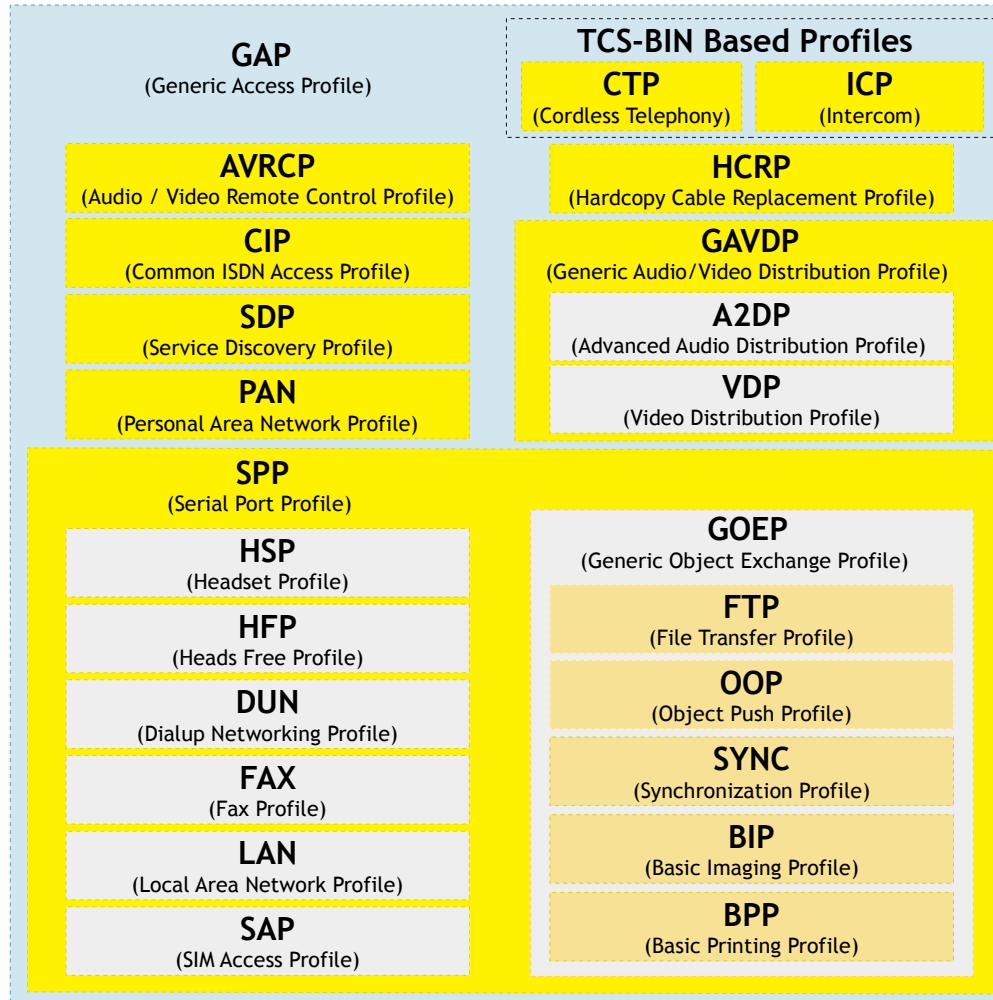 GAP
(Generic Access Profile)
TCS-BIN Based Profiles
CTP
(Cordless Telephony)
ICP
(Intercom)
AVRCP
(Audio / Video Remote Control Profile)
HCRP
(Hardcopy Cable Replacement Profile)
CIP
(Common ISDN Access Profile)
SDP
(Service Discovery Profile)
PAN
(Personal Area Network Profile)
GAVDP
(Generic Audio/Video Distribution Profile)
A2DP
(Advanced Audio Distribution Profile)
VDP
(Video Distribution Profile)
SPP
(Serial Port Profile)
HSP
(Headset Profile)
HFP
(Heads Free Profile)
DUN
(Dialup Networking Profile)
FAX
(Fax Profile)
LAN
(Local Area Network Profile)
SAP
(SIM Access Profile)
GOEP
(Generic Object Exchange Profile)
FTP
(File Transfer Profile)
OOP
(Object Push Profile)
SYNC
(Synchronization Profile)
BIP
(Basic Imaging Profile)
BPP
(Basic Printing Profile)